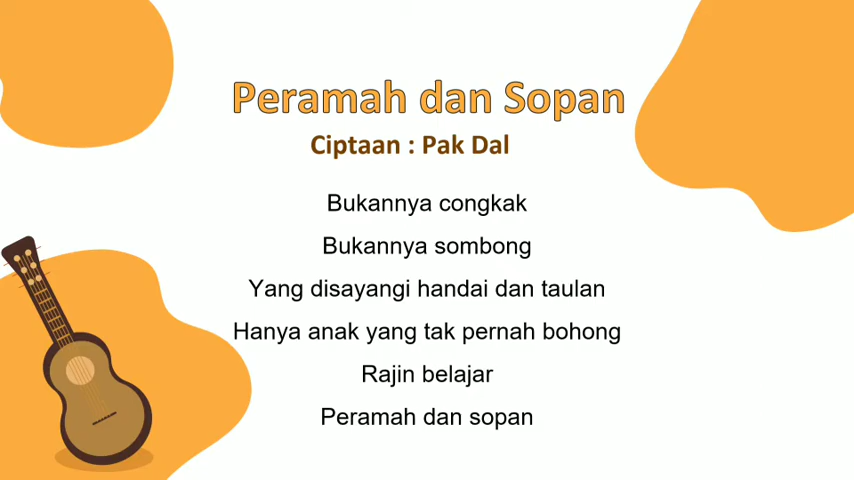 Peramah dan Sopan
Ciptaan : Pak Dal
Bukannya congkak
Bukannya sombong
Yang disayangi handai dan taulan
Hanya anak yang tak pernah bohong
Rajin belajar
Peramah dan sopan